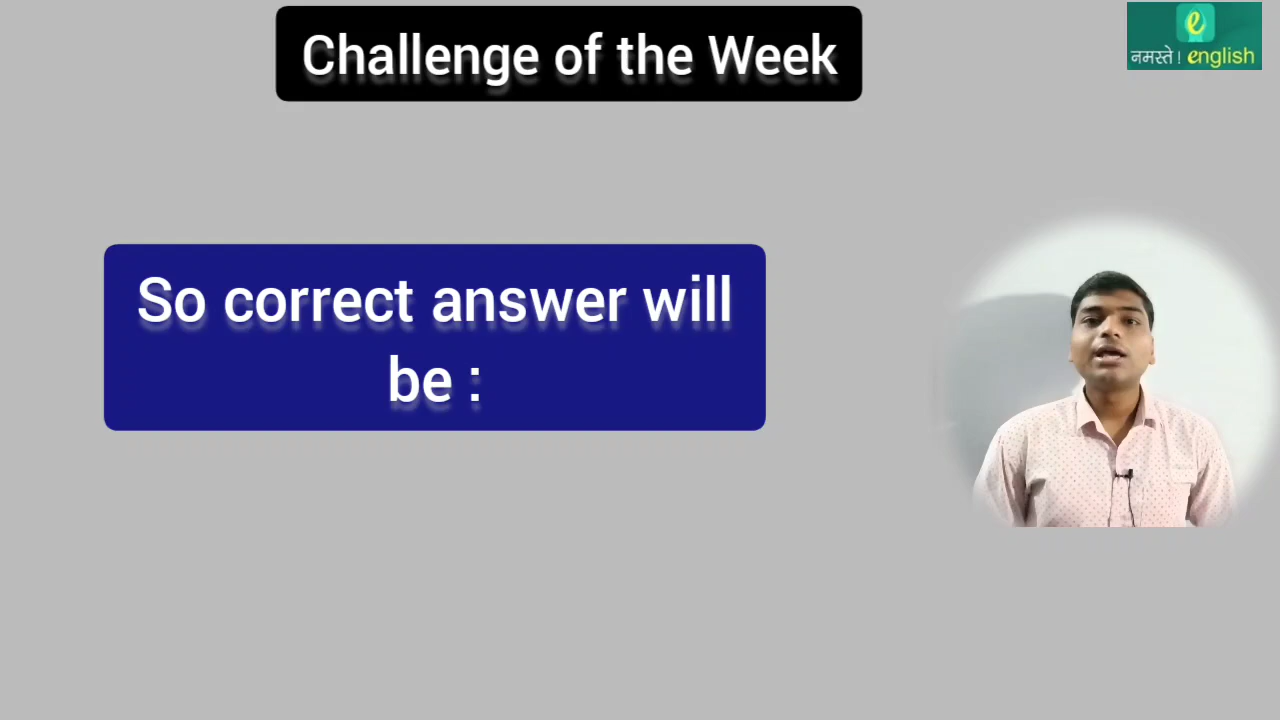 Challenge of the Week
e
नमस्ते ! english
So correct answer will
be :